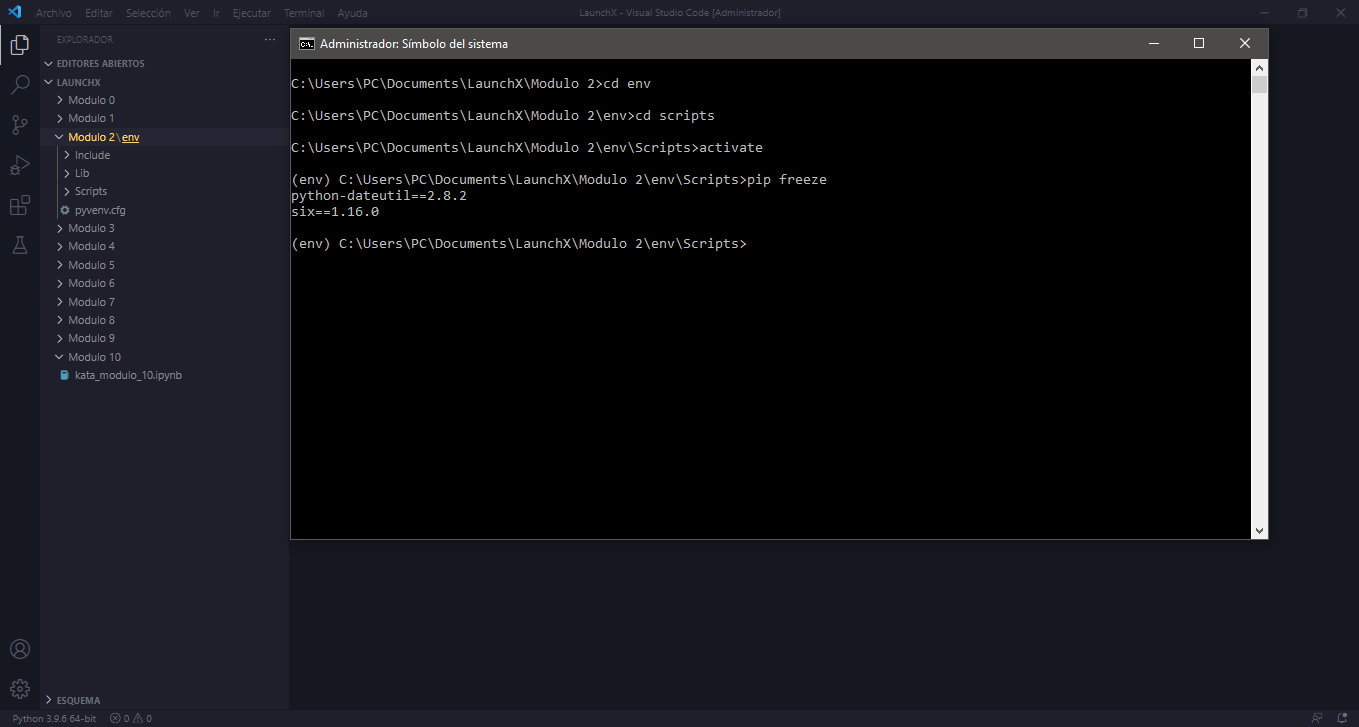 Archivo Editar Selección Ver Ir Ejecutar Terminal Ayuda LaunchX - Visual Studio Code [Administrador]
EXPLORADOR
EDITORES ABIERTOS
LAUNCHX
Modulo 0
Modulo 1
Modulo 2\env
Include
Lib
Scripts
pyvenv.cfg
Modulo 3
Modulo 4
Modulo 5
Modulo 6
Modulo 7
Modulo 8
Modulo 9
Modulo 10
kata_modulo_10.ipynb
ESQUEMA
Administrador: Símbolo del sistema
C:\Users\PC\Documents\LaunchX\Modulo 2>cd env
C:\Users\PC\Documents\LaunchX\Modulo 2\env>cd scripts
C:\Users\PC\Documents\LaunchX\Modulo 2\env\Scripts>activate
(env) C:\Users\PC\Documents\LaunchX\Modulo 2\env\Scripts>pip freeze
python-dateutil==2.8.2
six==1.16.0
(env) C:\Users\PC\Documents\LaunchX\Modulo 2\env\Scripts>
Python 3.9.6 64-bit 0 0